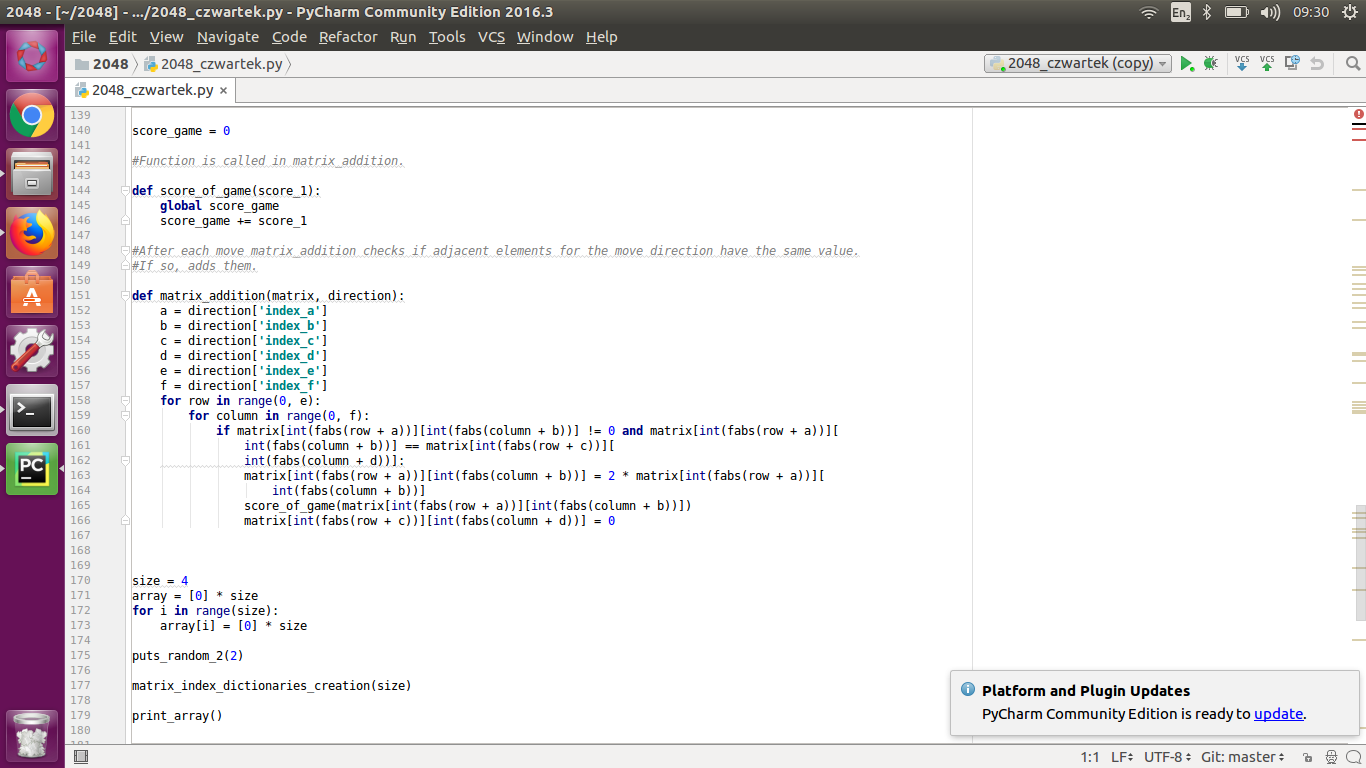 2048 - [~/2048] - .../2048_czwartek.py - PyCharm Community Edition 2016.3
En2
09:30
File Edit View Navigate Code Refactor Run Tools VCS Window Help
2048 2048_czwartek.py
2048_czwartek (copy)
VCS VCS
2048_czwartek.py ×
139
140 score_game = 0
141
142 #Function is called in matrix_addition.
143
144 def score_of_game(score_1):
145     global score_game
146     score_game += score_1
147
148 #After each move matrix_addition checks if adjacent elements for the move direction have the same value.
149 #If so, adds them.
150
151 def matrix_addition(matrix, direction):
152     a = direction['index_a']
153     b = direction['index_b']
154     c = direction['index_c']
155     d = direction['index_d']
156     e = direction['index_e']
157     f = direction['index_f']
158     for row in range(0, e):
159         for column in range(0, f):
160             if matrix[int(fabs(row + a))][int(fabs(column + b))] != 0 and matrix[int(fabs(row + a))][
161                 int(fabs(column + b))] == matrix[int(fabs(row + c))][
162                 int(fabs(column + d))]:
163                 matrix[int(fabs(row + a))][int(fabs(column + b))] = 2 * matrix[int(fabs(row + a))][
164                     int(fabs(column + b))]
165                 score_of_game(matrix[int(fabs(row + a))][int(fabs(column + b))])
166                 matrix[int(fabs(row + c))][int(fabs(column + d))] = 0
167
168
169
170 size = 4
171 array = [0] * size
172 for i in range(size):
173     array[i] = [0] * size
174
175 puts_random_2(2)
176
177 matrix_index_dictionaries_creation(size)
178
179 print_array()
180
PC
Platform and Plugin Updates
PyCharm Community Edition is ready to update.
1:1 LF UTF-8 Git: master